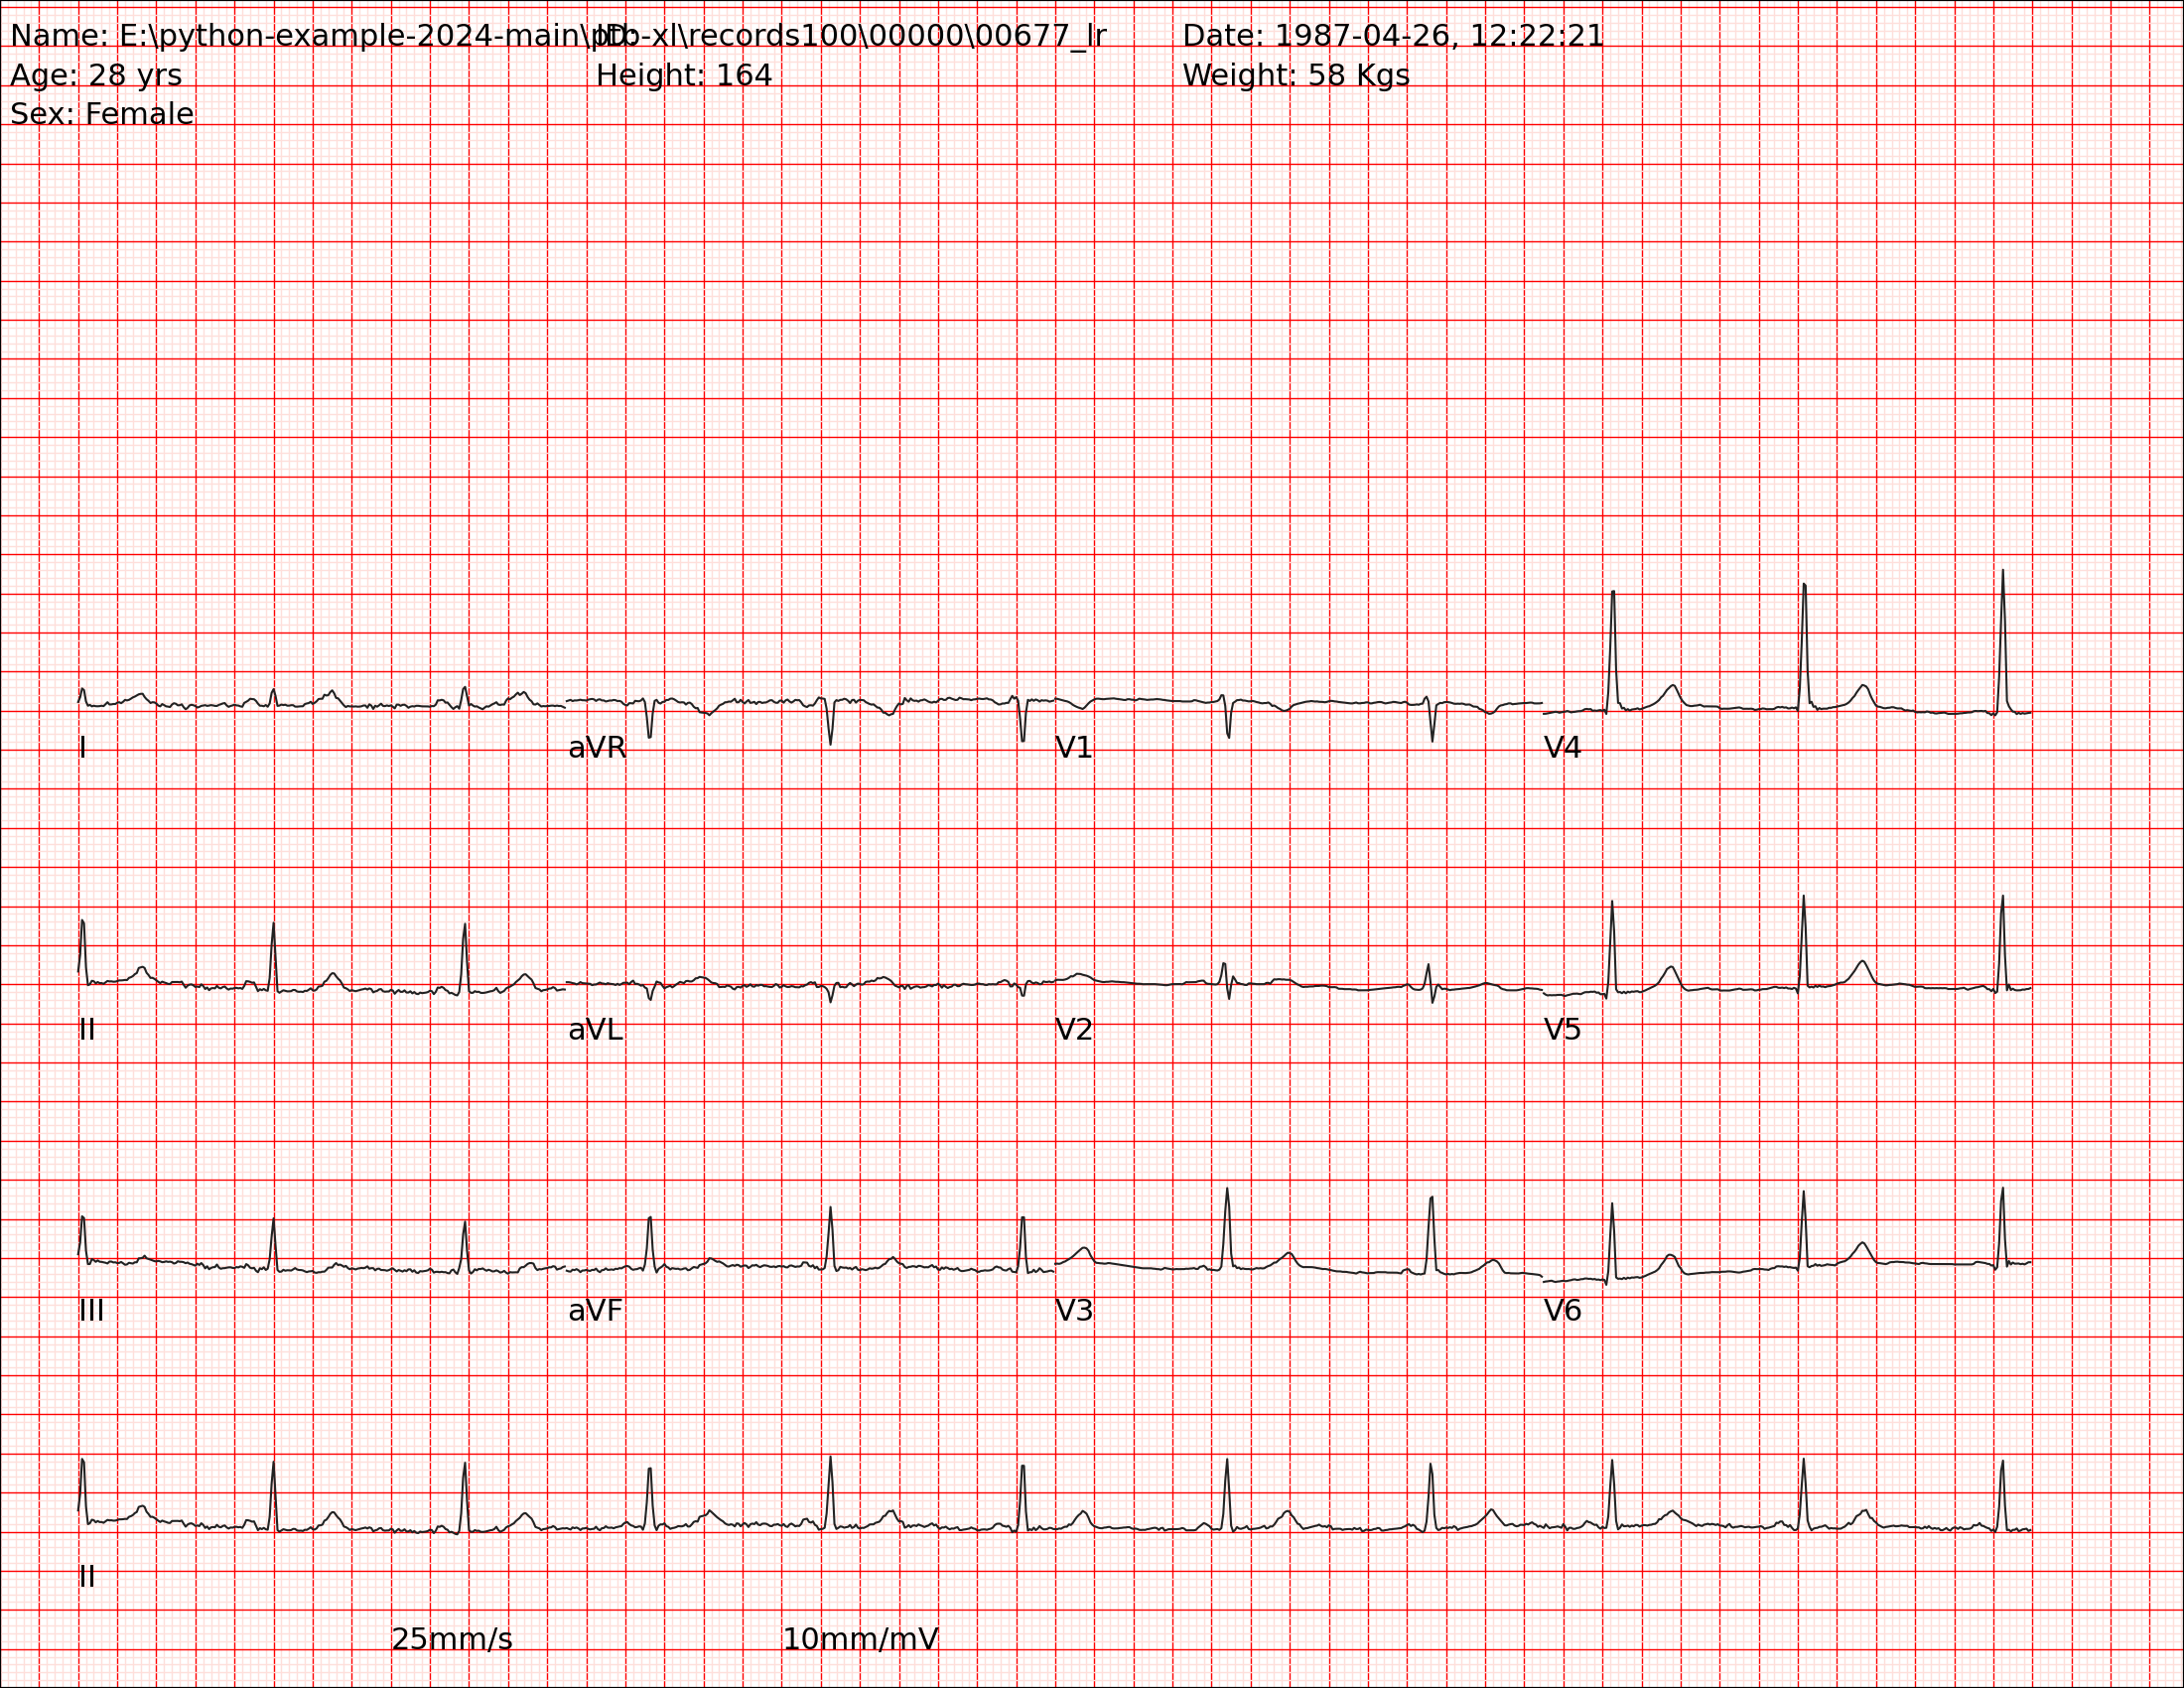 Name: E:\python-example-2024-main\ptb-xl\records100\00000\00677_lr ID: Date: 1987-04-26, 12:22:21
Age: 28 yrs Height: 164 Weight: 58 Kgs
Sex: Female
I aVR V1 V4
II aVL V2 V5
III aVF V3 V6
II
25mm/s 10mm/mV